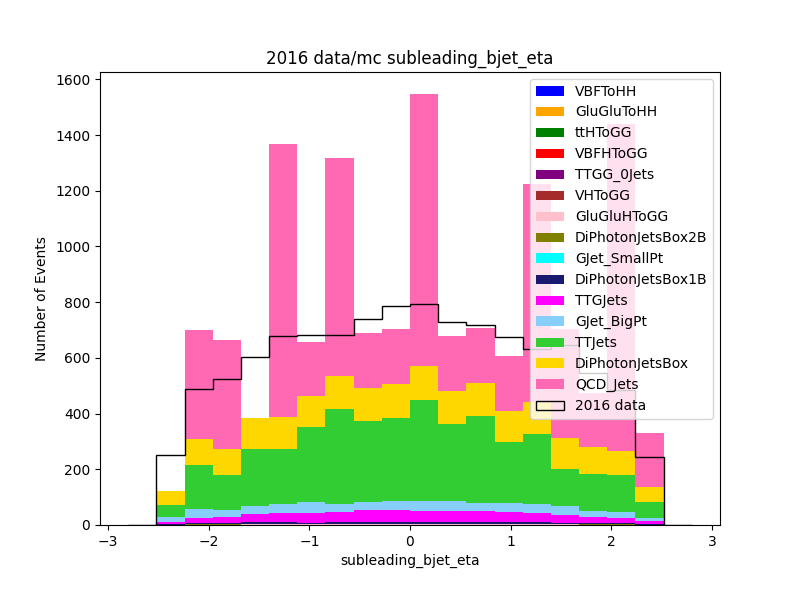 2016 data/mc subleading_bjet_eta
Number of Events
1600
1400
1200
1000
800
600
400
200
0
−3
−2
−1
0
1
2
3
subleading_bjet_eta
VBFToHH
GluGluToHH
ttHToGG
VBFHToGG
TTGG_0Jets
VHToGG
GluGluHToGG
DiPhotonJetsBox2B
GJet_SmallPt
DiPhotonJetsBox1B
TTGJets
GJet_BigPt
TTJets
DiPhotonJetsBox
QCD_Jets
2016 data